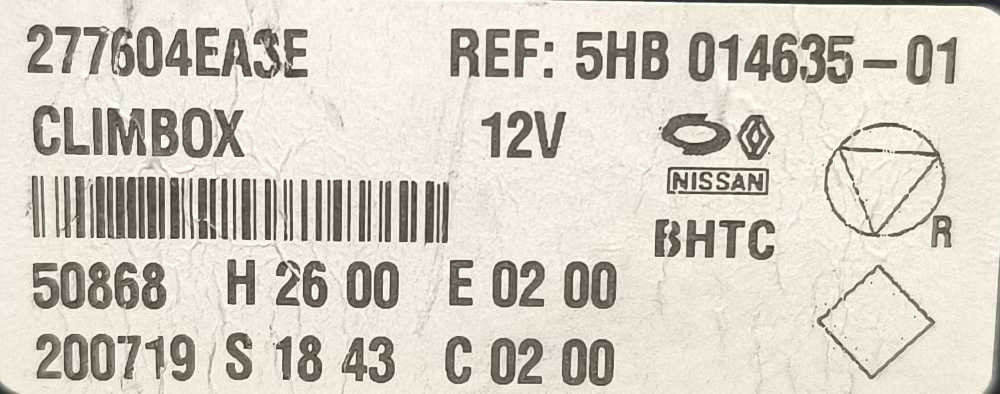 277604EA3E REF: 5HB 014635-01
CLIMBOX 12V
NISSAN
BHTC
R
50868 H 26 00 E 02 00
200719 S 18 43 C 02 00